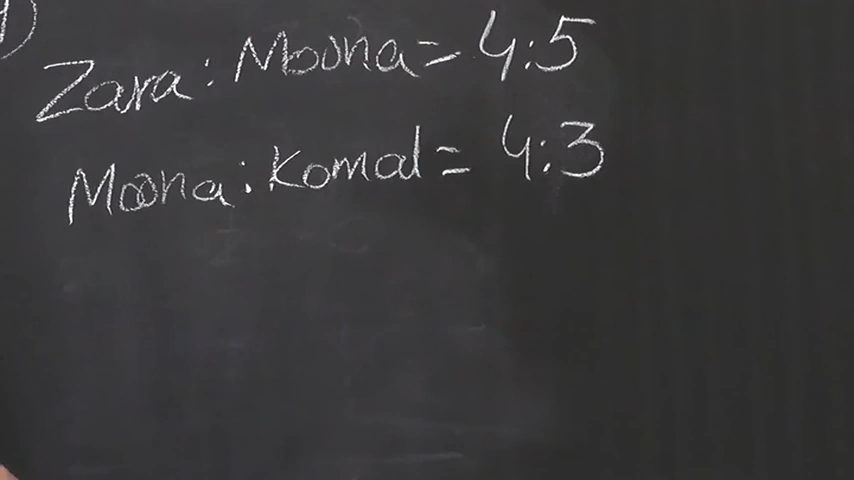 Zara : Moona = 4:5
Moona : Komal = 4:3